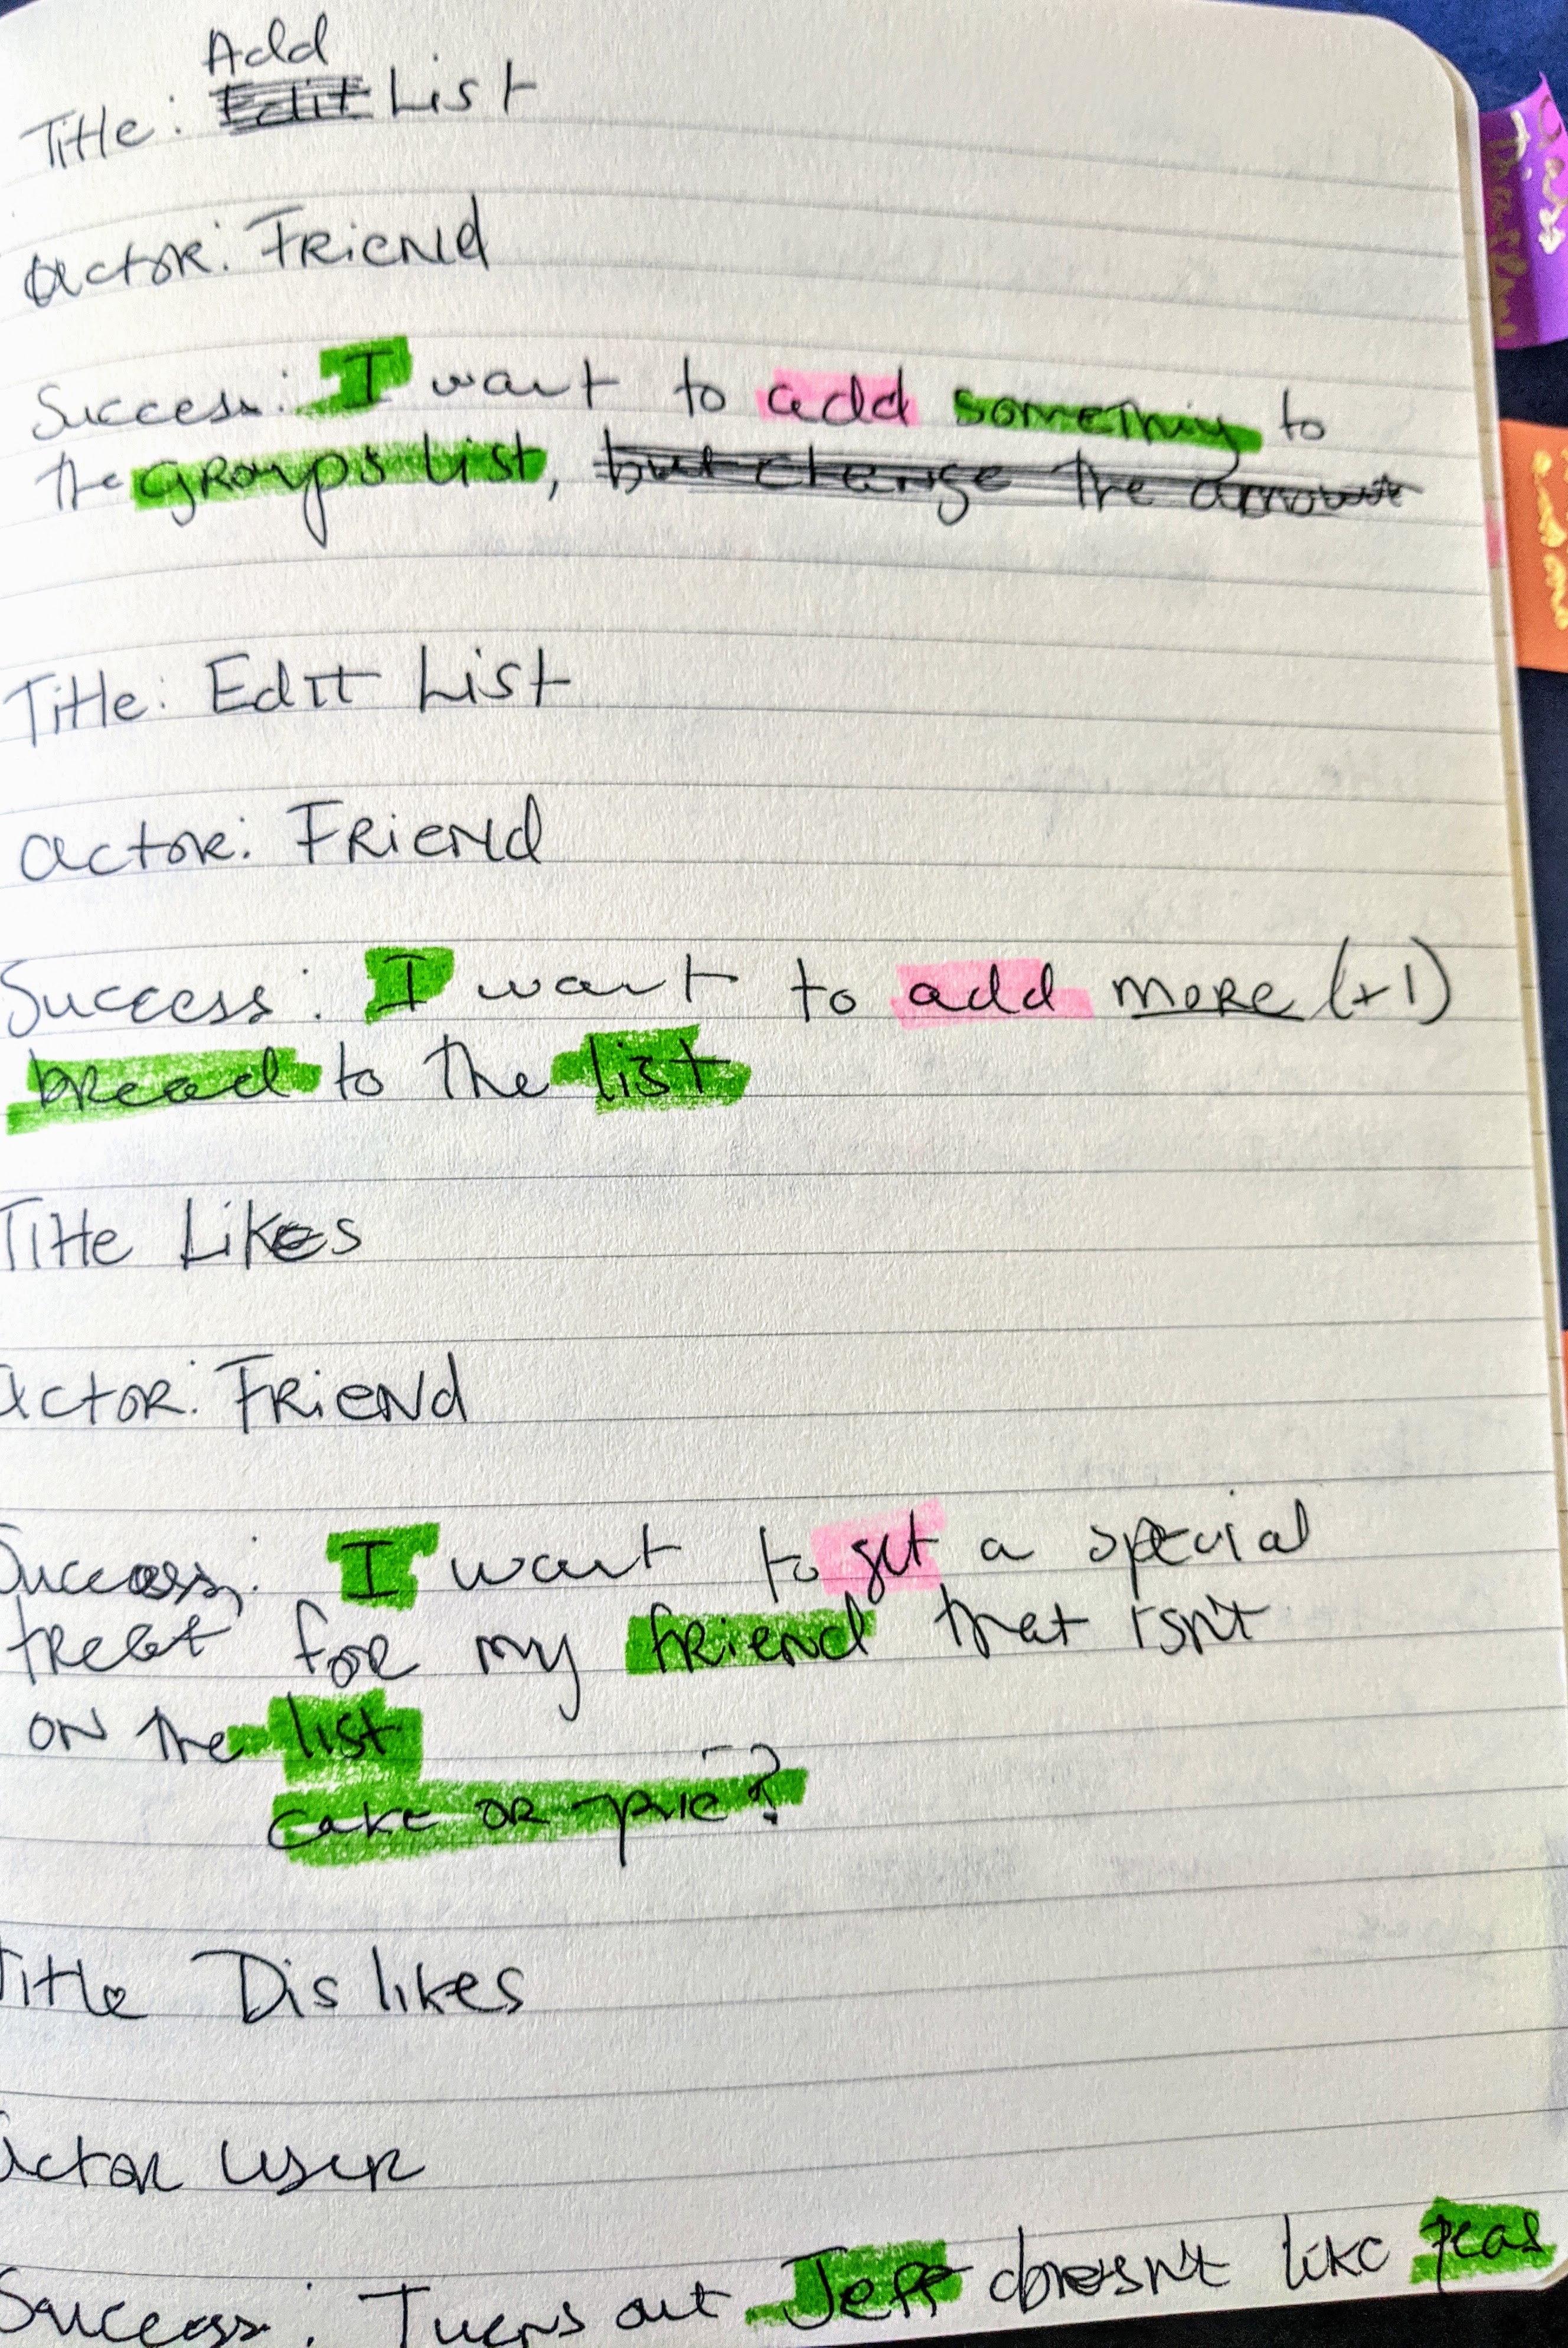 Add
Title: Edit List
Actor: Friend
Success: I want to add something to
the groups list, but change the amount
Title: Edit List
Actor: Friend
Success: I want to add more (+1)
bread to the list
Title Likes
Actor: Friend
Success: I want to get a special
treat for my friend that isn't
on the list
cake or pie?
Title Dislikes
Actor User
Success: Turns out Jeff doesn't like peas
Class